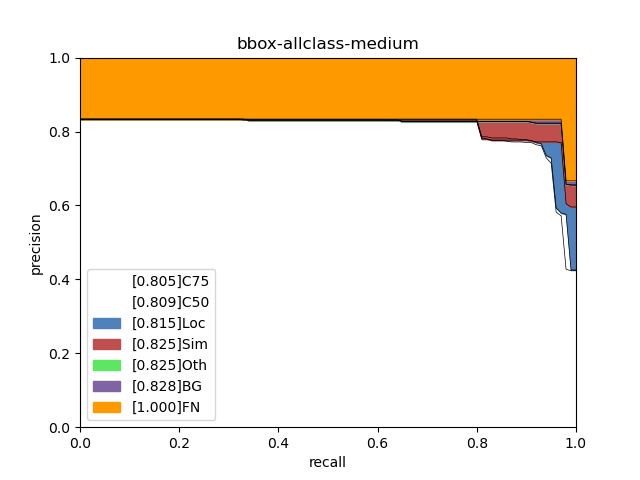 bbox-allclass-medium
precision
1.0
0.8
0.6
0.4
0.2
0.0
[0.805]C75
[0.809]C50
[0.815]Loc
[0.825]Sim
[0.825]Oth
[0.828]BG
[1.000]FN
0.0 0.2 0.4 0.6 0.8 1.0
recall